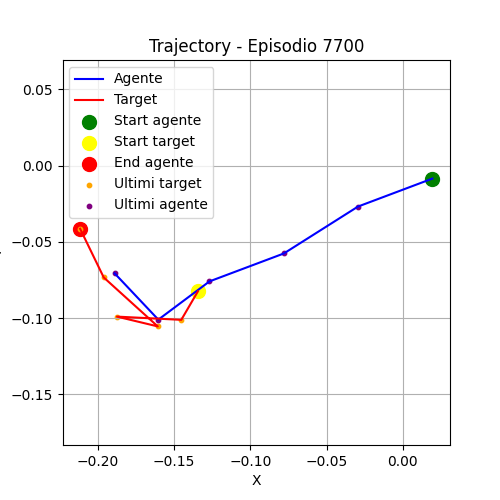 Trajectory - Episodio 7700
Agente
Target
Start agente
Start target
End agente
Ultimi target
Ultimi agente
0.05
0.00
−0.05
−0.10
−0.15
−0.20
−0.15
−0.10
−0.05
0.00
X